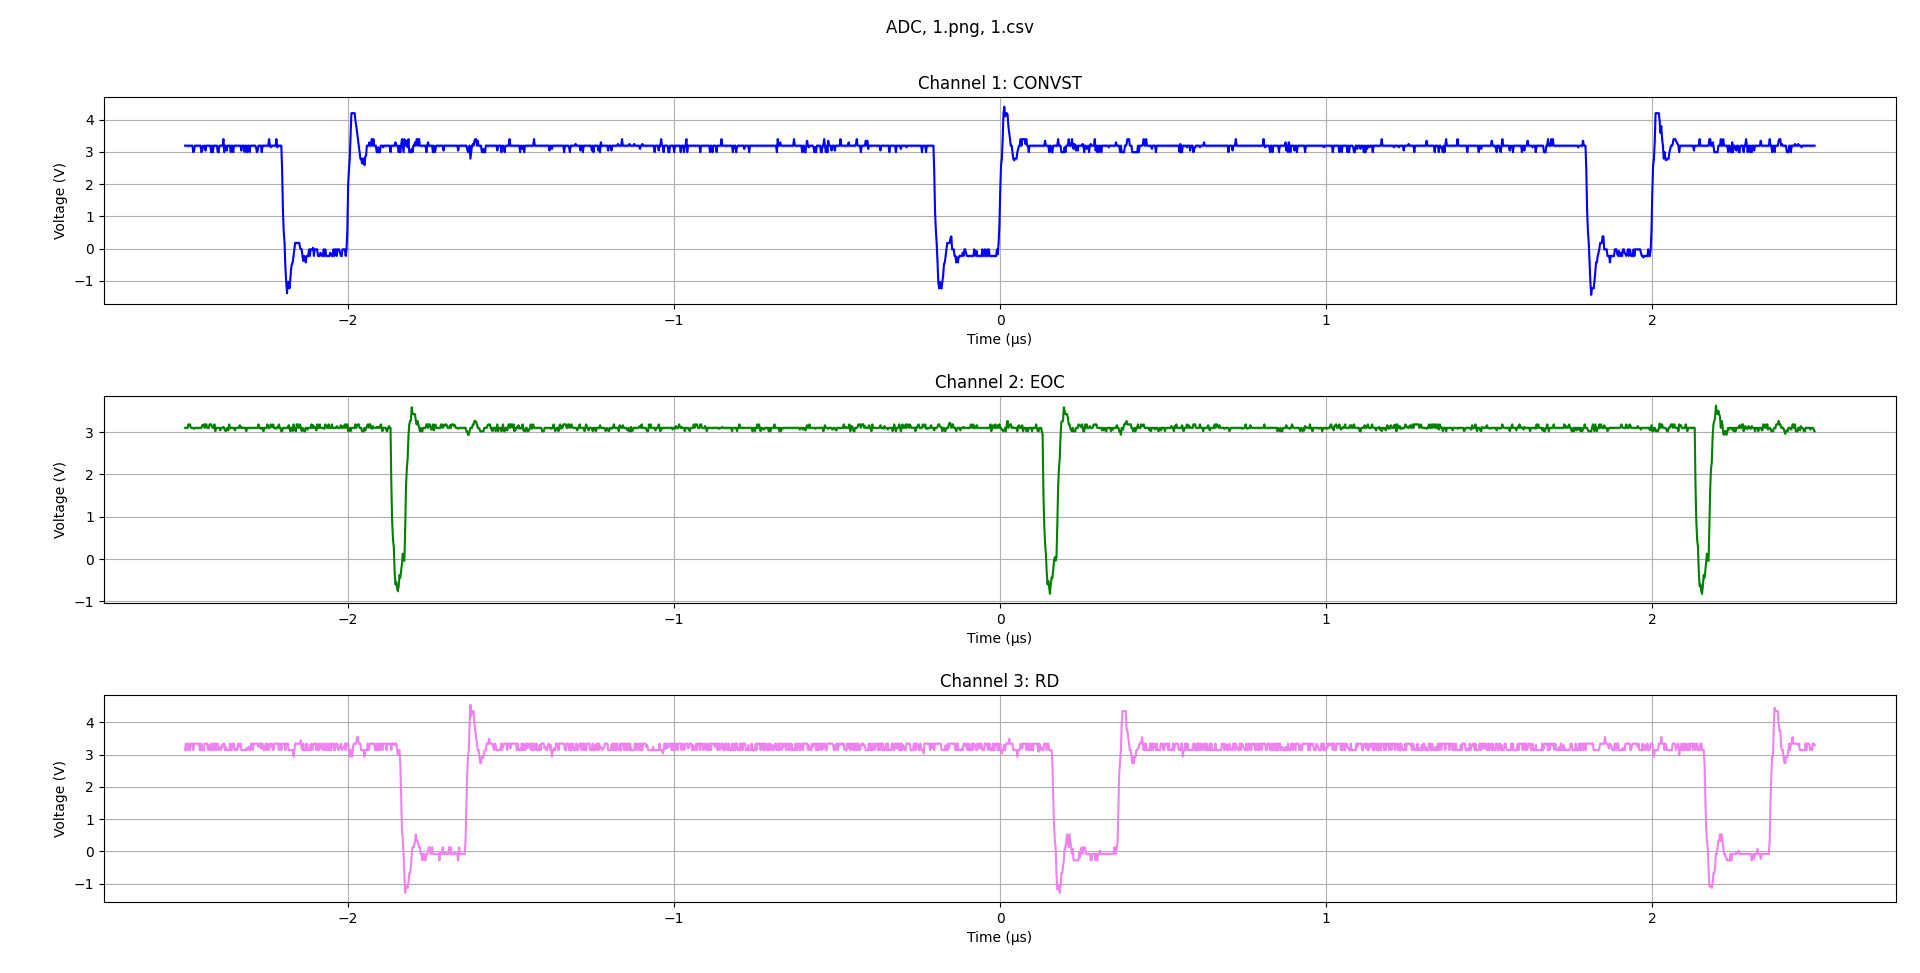 ADC, 1.png, 1.csv
Channel 1: CONVST
Voltage (V)
4
3
2
1
0
−1
−2 −1 0 1 2
Time (µs)
Channel 2: EOC
Voltage (V)
3
2
1
0
−1
−2 −1 0 1 2
Time (µs)
Channel 3: RD
Voltage (V)
4
3
2
1
0
−1
−2 −1 0 1 2
Time (µs)